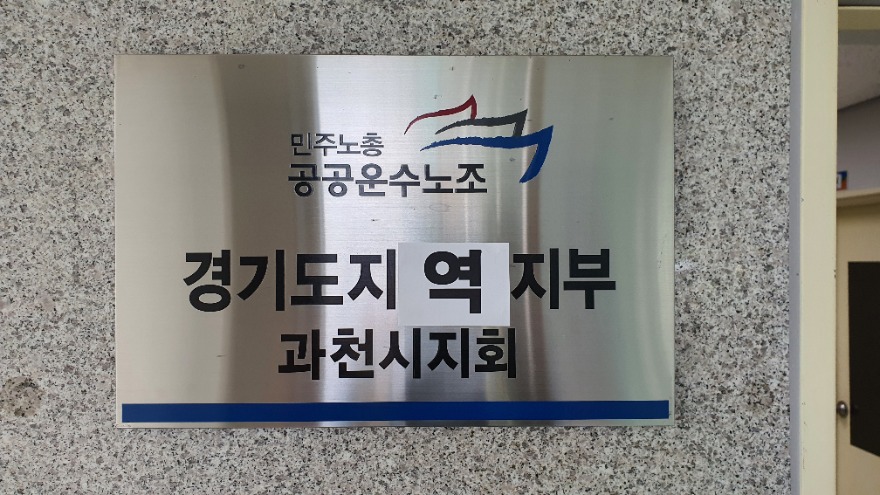 민주노총
공공운수노조
경기도지역지부
과천시지회